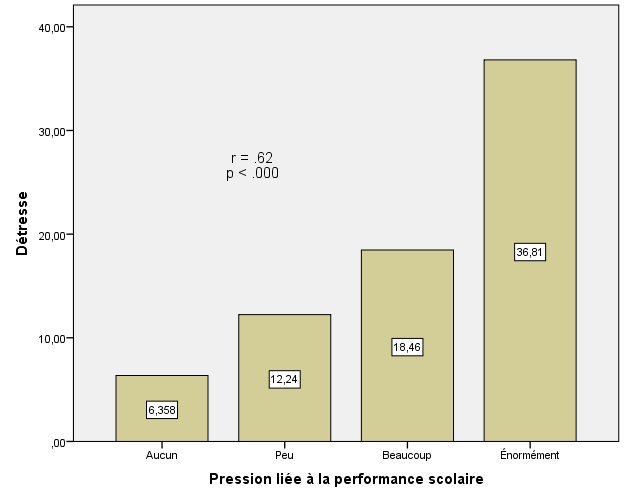 40,00
30,00
20,00
10,00
,00
Détresse
r = .62
p < .000
6,358
12,24
18,46
36,81
Aucun
Peu
Beaucoup
Énormément
Pression liée à la performance scolaire